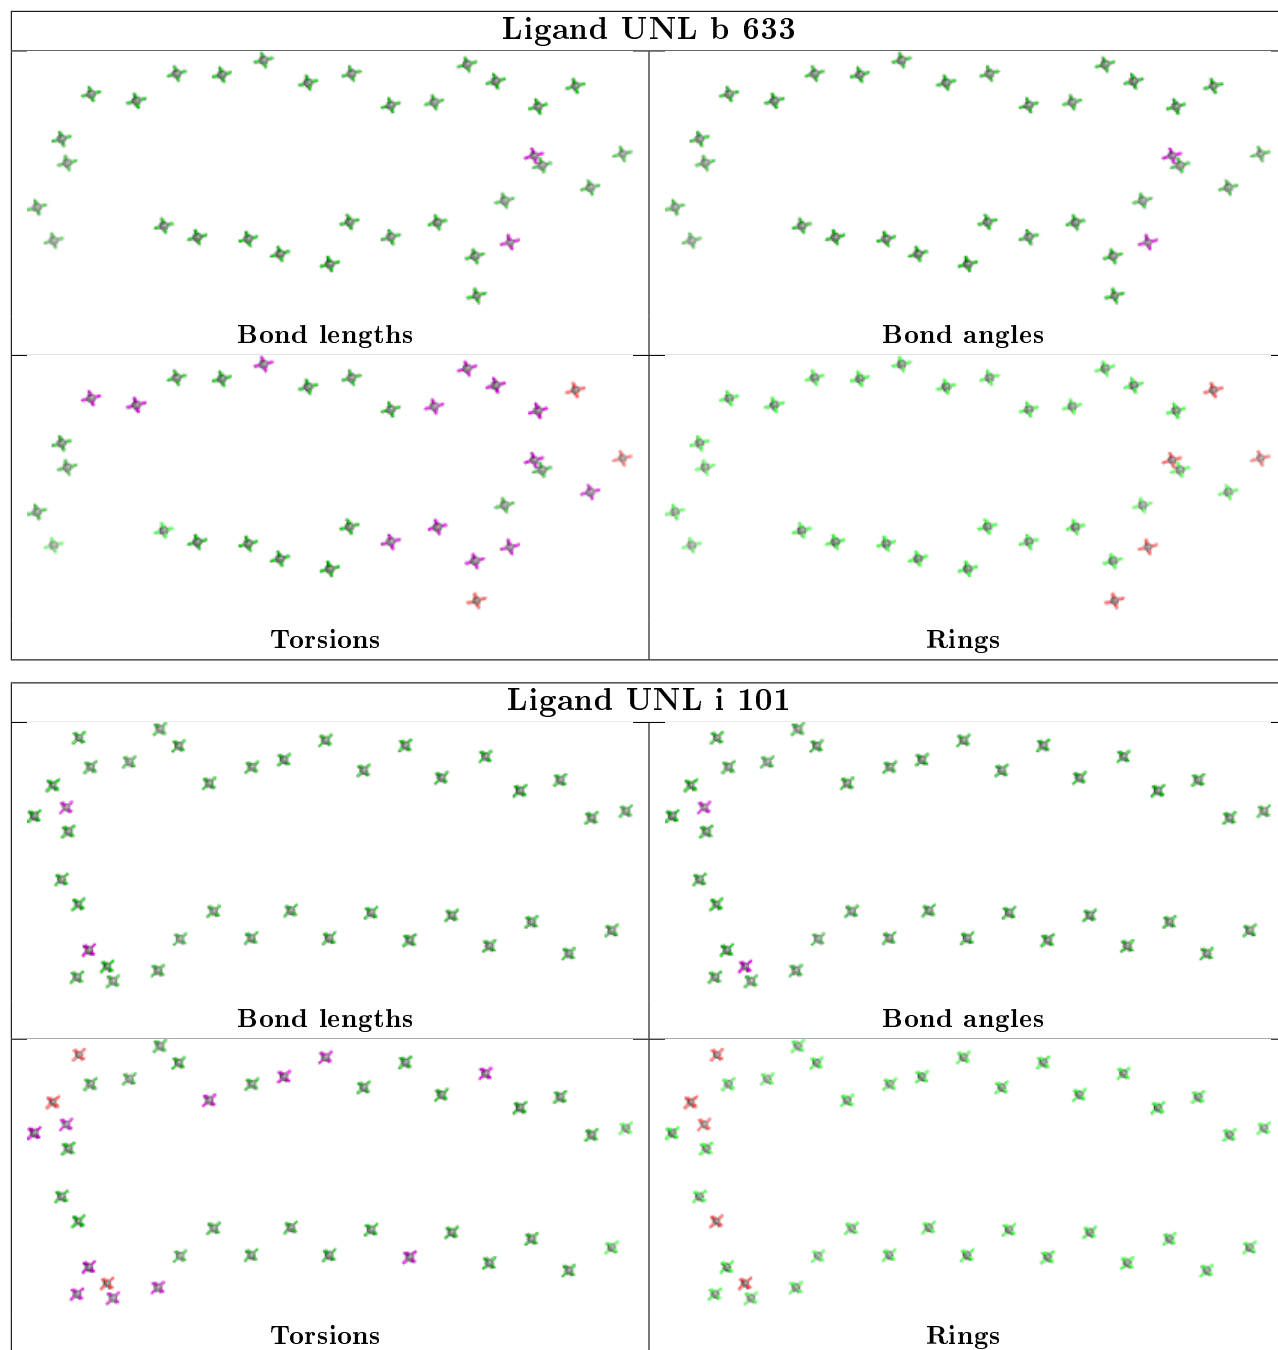 Ligand UNL b 633
Bond lengths
Bond angles
Torsions
Rings
Ligand UNL i 101
Bond lengths
Bond angles
Torsions
Rings